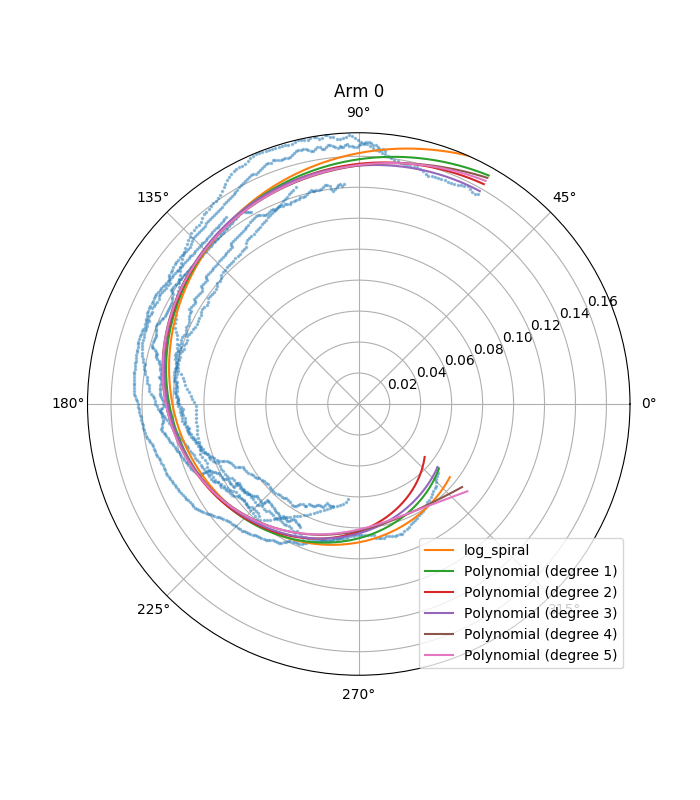 Arm 0
90°
135°
45°
0.16
0.14
0.12
0.10
0.08
0.06
0.04
0.02
180°
0°
log_spiral
Polynomial (degree 1)
Polynomial (degree 2)
Polynomial (degree 3)
Polynomial (degree 4)
Polynomial (degree 5)
225°
315°
270°